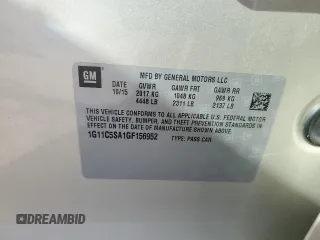 GM
MFD BY GENERAL MOTORS LLC
DATE GVWR GAWR FRT GAWR RR
10/15 2017 KG 1048 KG 969 KG
4446 LB 2311 LB 2137 LB
THIS VEHICLE CONFORMS TO ALL APPLICABLE U.S. FEDERAL MOTOR
VEHICLE SAFETY, BUMPER, AND THEFT PREVENTION STANDARDS IN
EFFECT ON THE DATE OF MANUFACTURE SHOWN ABOVE.
1G11C5SA1GF156952 TYPE: PASS CAR
DREAMBID